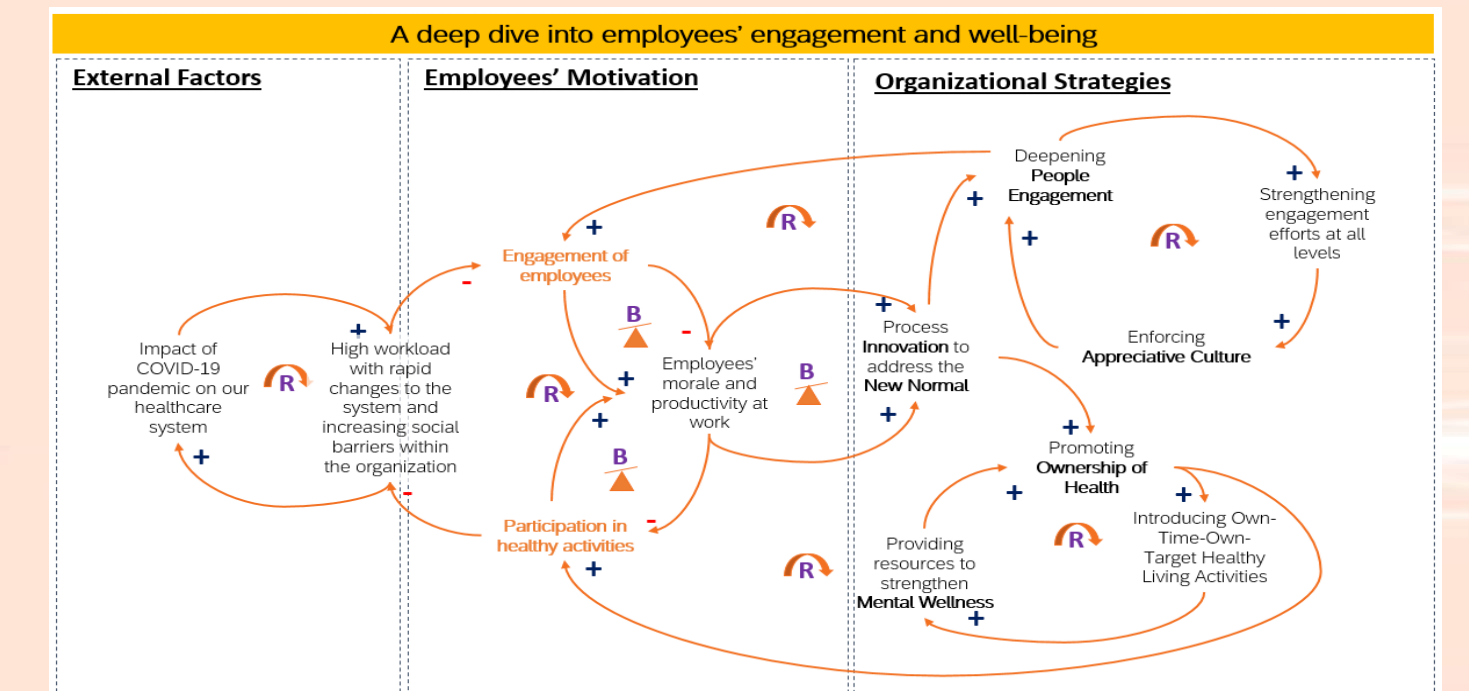 A deep dive into employees' engagement and well-being
External Factors
Employees' Motivation
Organizational Strategies
Impact of
COVID-19
pandemic on our
healthcare
system
+
+
R
High workload
with rapid
changes to the
system and
increasing social
barriers within
the organization
-
-
Engagement of
employees
+
B
-
R
+
+
B
-
Employees'
morale and
productivity at
work
Participation in
healthy activities
+
R
B
R
+
Process
Innovation to
address the
New Normal
+
Deepening
People
Engagement
+
+
R
+
Strengthening
engagement
efforts at all
levels
+
Enforcing
Appreciative Culture
+
Promoting
Ownership of
Health
+
+
R
Introducing Own-
Time-Own-
Target Healthy
Living Activities
Providing
resources to
strengthen
Mental Wellness
+